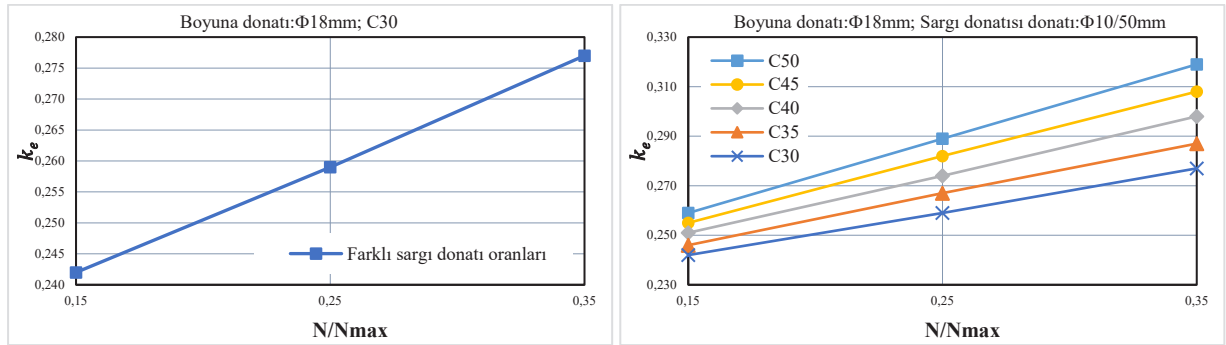 Boyuna donatı:Φ18mm; C30
0,280
0,275
0,270
0,265
0,260
0,255
0,250
0,245
0,240
k_e
Farklı sargı donatı oranları
0,15
0,25
0,35
N/Nmax
Boyuna donatı:Φ18mm; Sargı donatısı donatı:Φ10/50mm
0,330
0,310
0,290
0,270
0,250
0,230
k_e
C50
C45
C40
C35
C30
0,15
0,25
0,35
N/Nmax